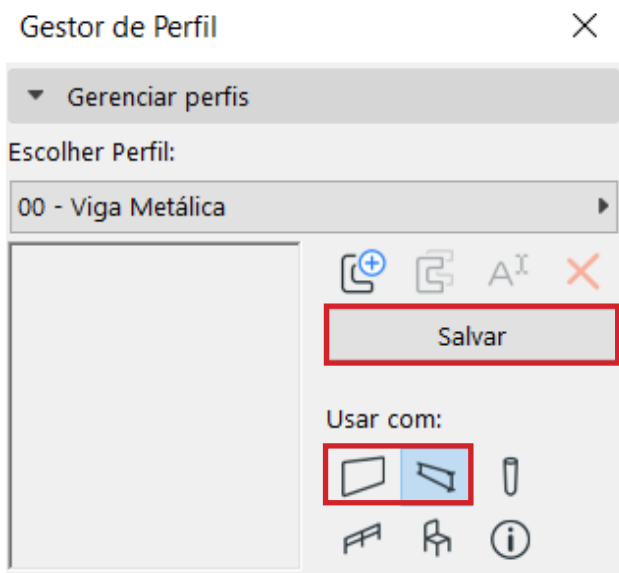 Gestor de Perfil
Gerenciar perfis
Escolher Perfil:
00 - Viga Metálica
Salvar
Usar com: